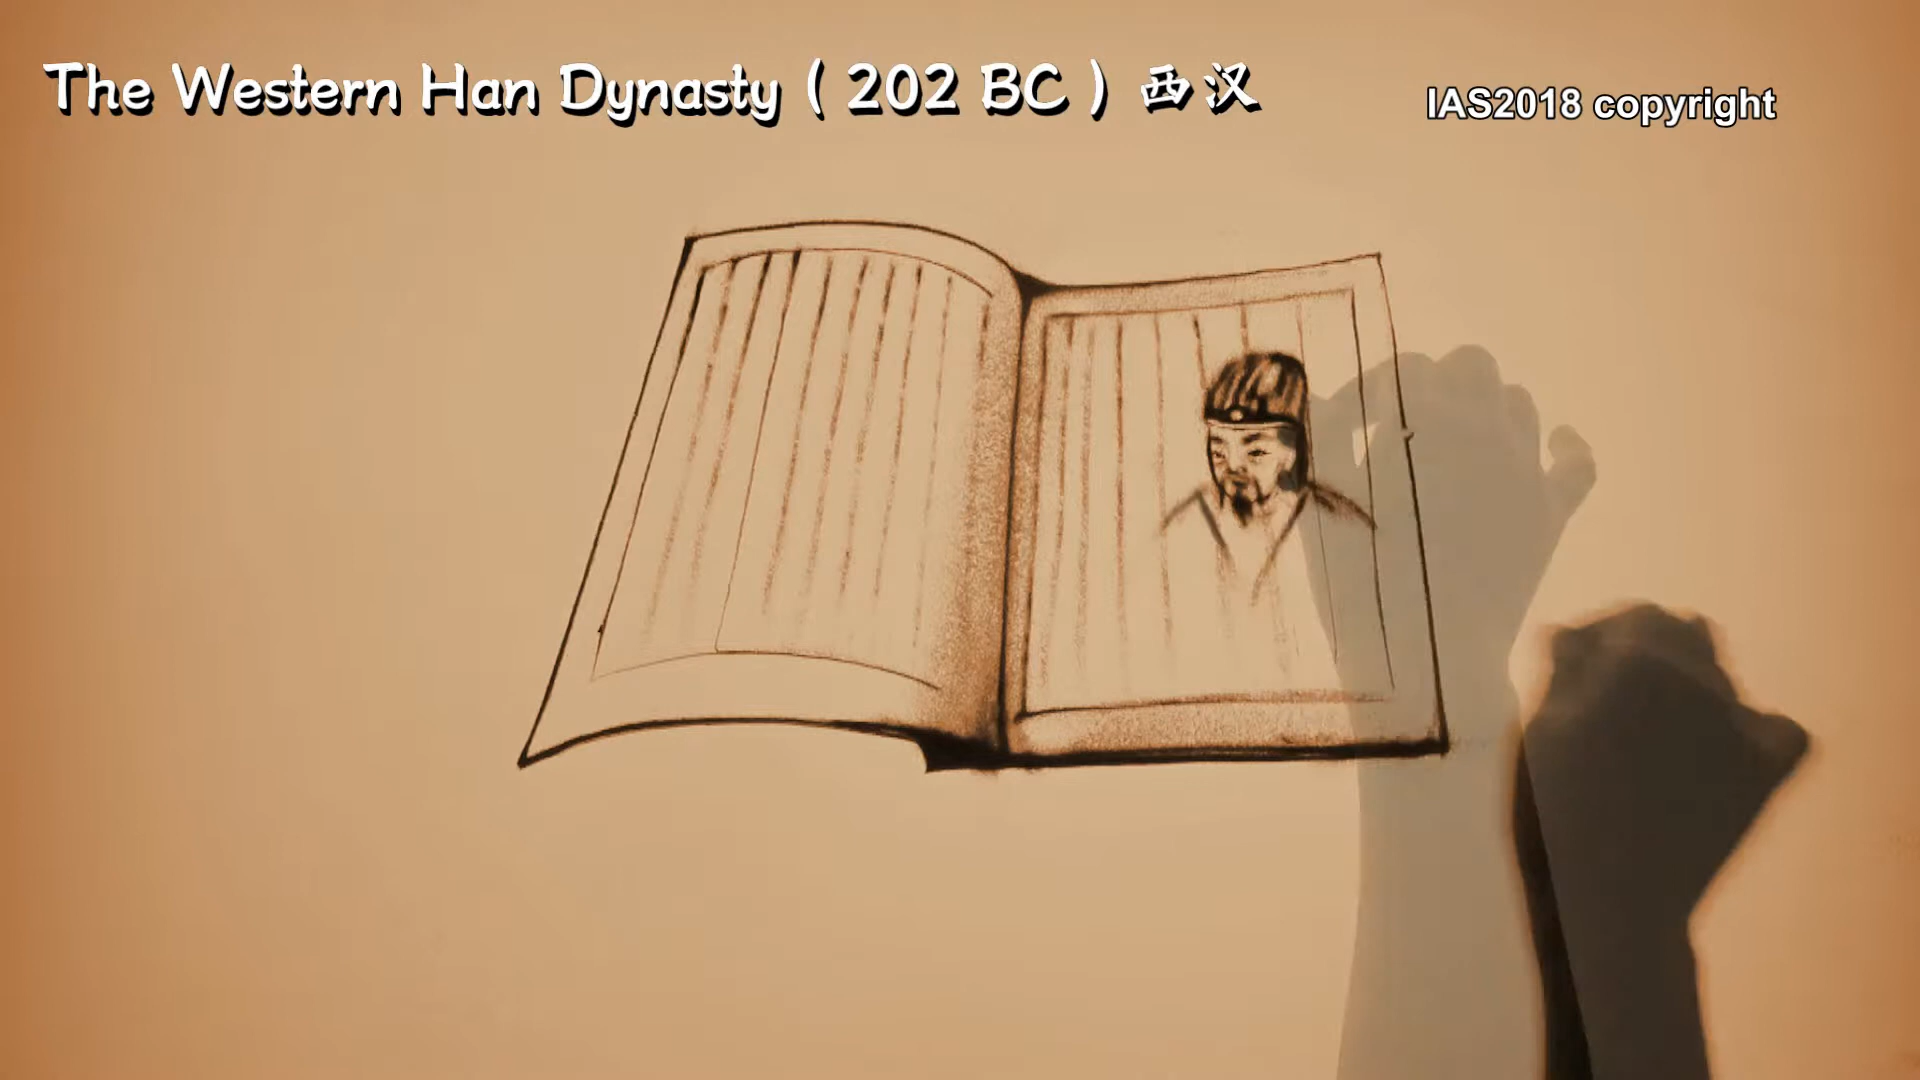 The Western Han Dynasty ( 202 BC ) 西汉
IAS2018 copyright